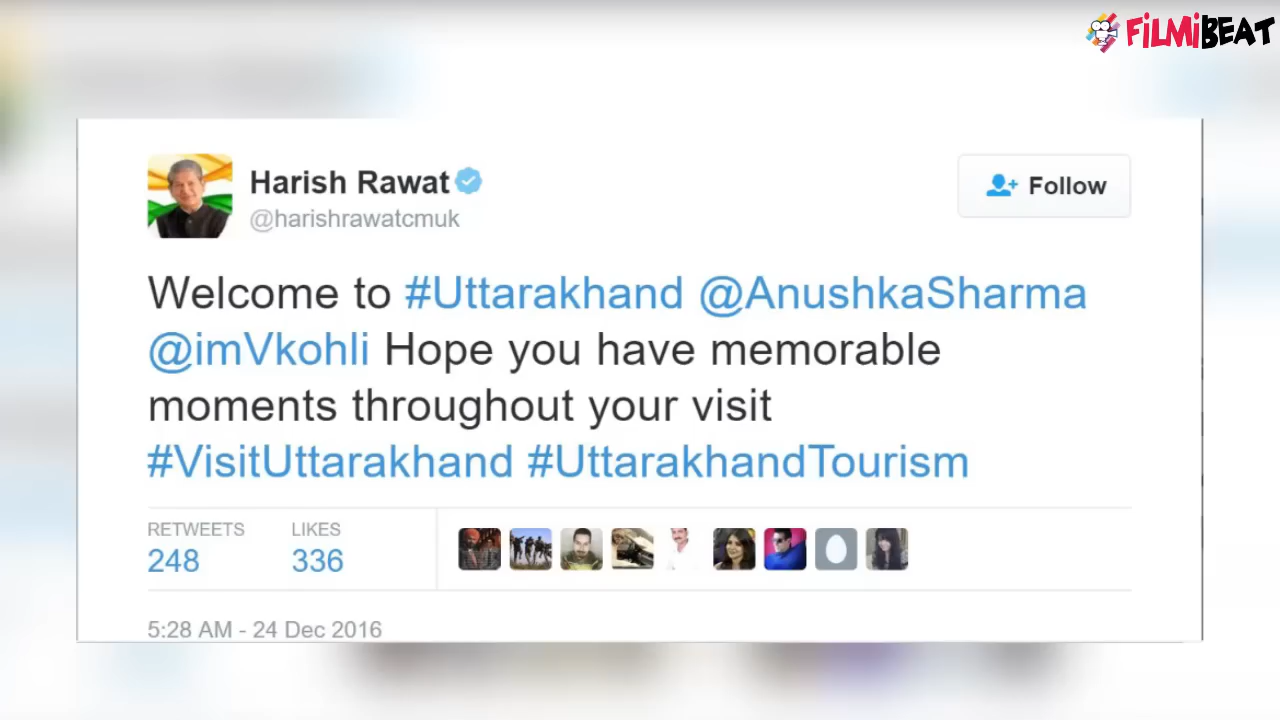 FILMiBEAT
Harish Rawat
Follow
@harishrawatcmuk
Welcome to #Uttarakhand @AnushkaSharma
@imVkohli Hope you have memorable
moments throughout your visit
#VisitUttarakhand #UttarakhandTourism
RETWEETS LIKES
248 336
5:28 AM - 24 Dec 2016